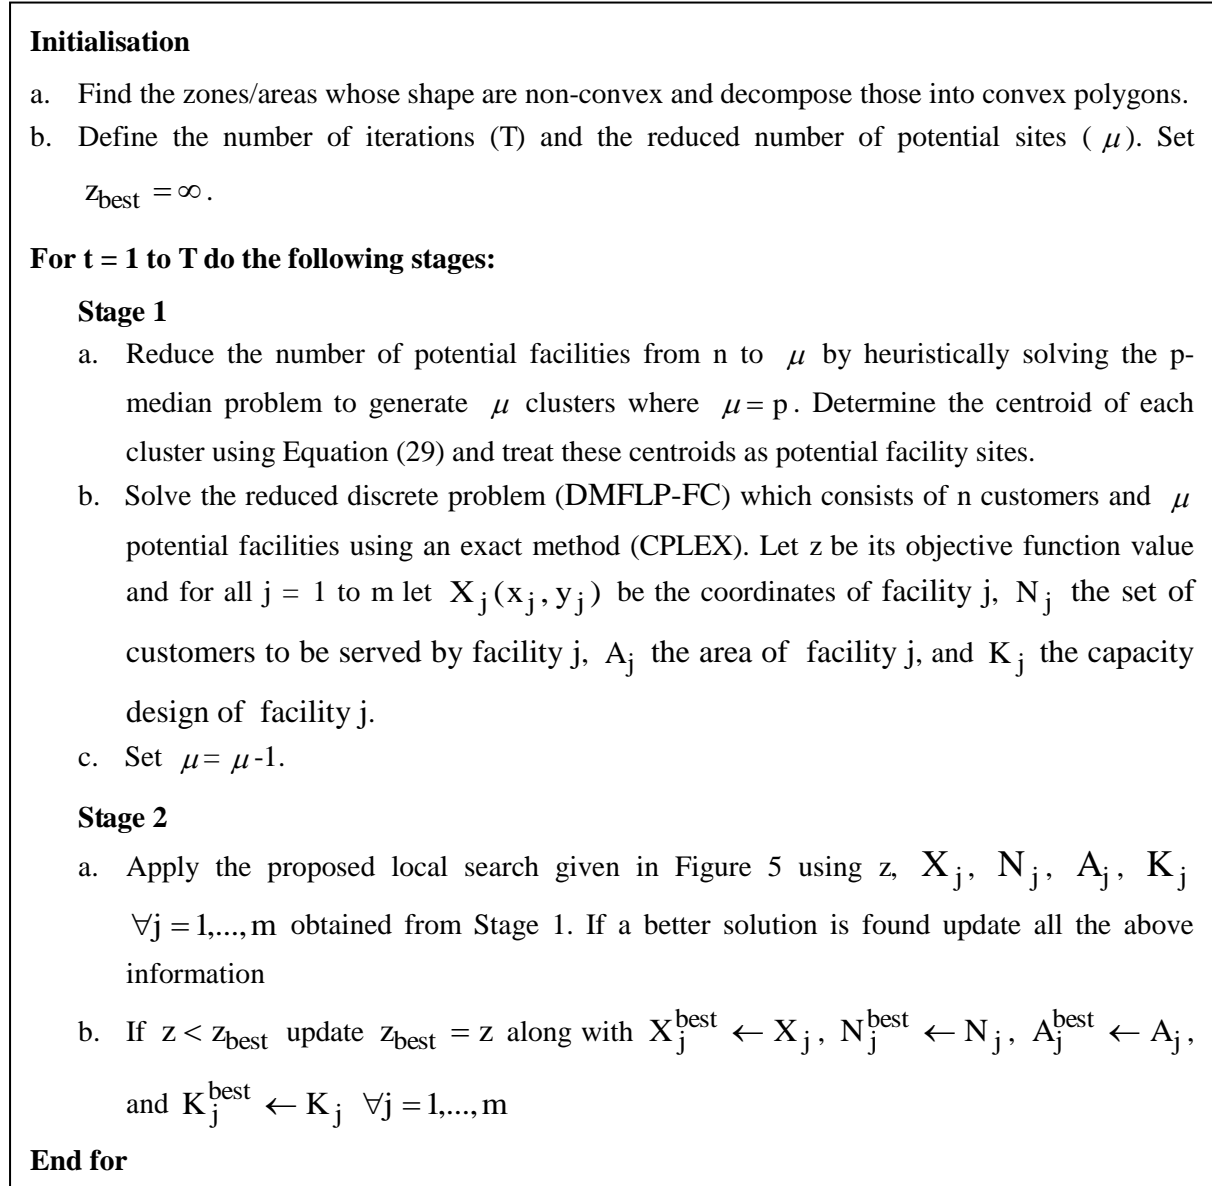 Initialisation
a. Find the zones/areas whose shape are non-convex and decompose those into convex polygons.
b. Define the number of iterations (T) and the reduced number of potential sites ( μ). Set
z_best = ∞.
For t = 1 to T do the following stages:
Stage 1
a. Reduce the number of potential facilities from n to μ by heuristically solving the p-
median problem to generate μ clusters where μ = p. Determine the centroid of each
cluster using Equation (29) and treat these centroids as potential facility sites.
b. Solve the reduced discrete problem (DMFLP-FC) which consists of n customers and μ
potential facilities using an exact method (CPLEX). Let z be its objective function value
and for all j = 1 to m let X_j(x_j, y_j) be the coordinates of facility j, N_j the set of
customers to be served by facility j, A_j the area of facility j, and K_j the capacity
design of facility j.
c. Set μ= μ-1.
Stage 2
a. Apply the proposed local search given in Figure 5 using z, X_j, N_j, A_j, K_j
∀j = 1,..., m obtained from Stage 1. If a better solution is found update all the above
information
b. If z < z_best update z_best = z along with X_j^best ← X_j, N_j^best ← N_j, A_j^best ← A_j,
and K_j^best ← K_j ∀j = 1,..., m
End for